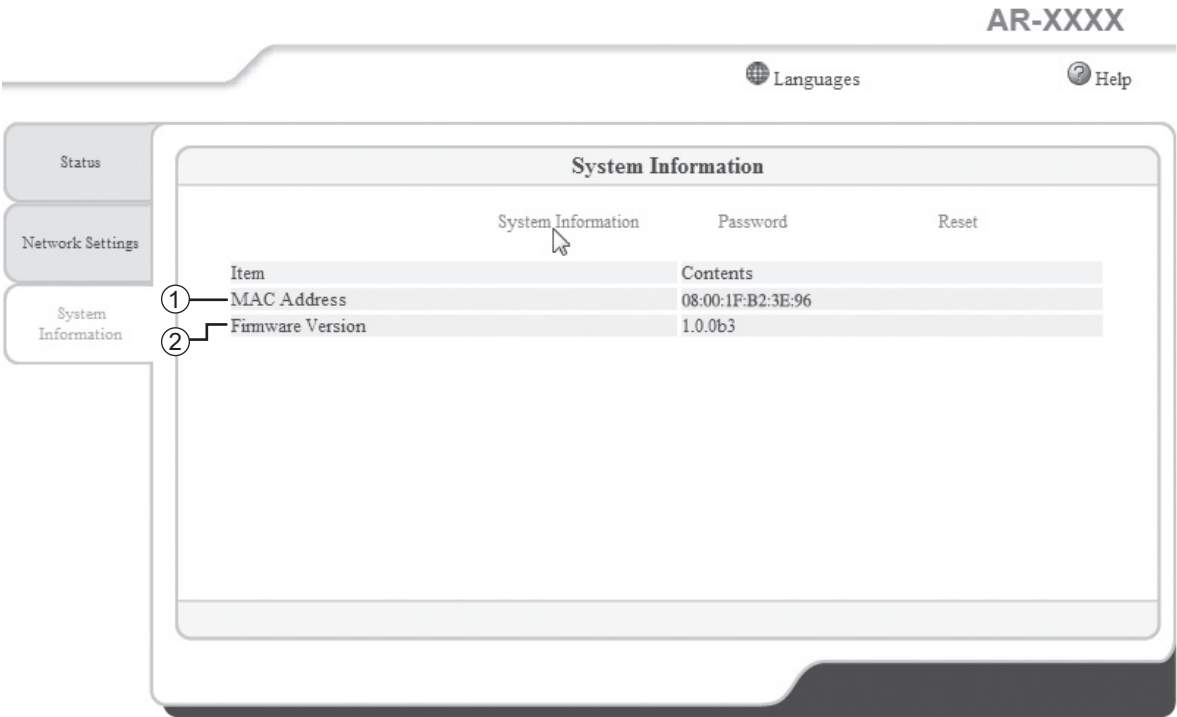 AR-XXXX
Languages
Help
Status
Network Settings
System
Information
System Information
System Information Password Reset
Item Contents
① MAC Address 08:00:1F:B2:3E:96
② Firmware Version 1.0.0b3